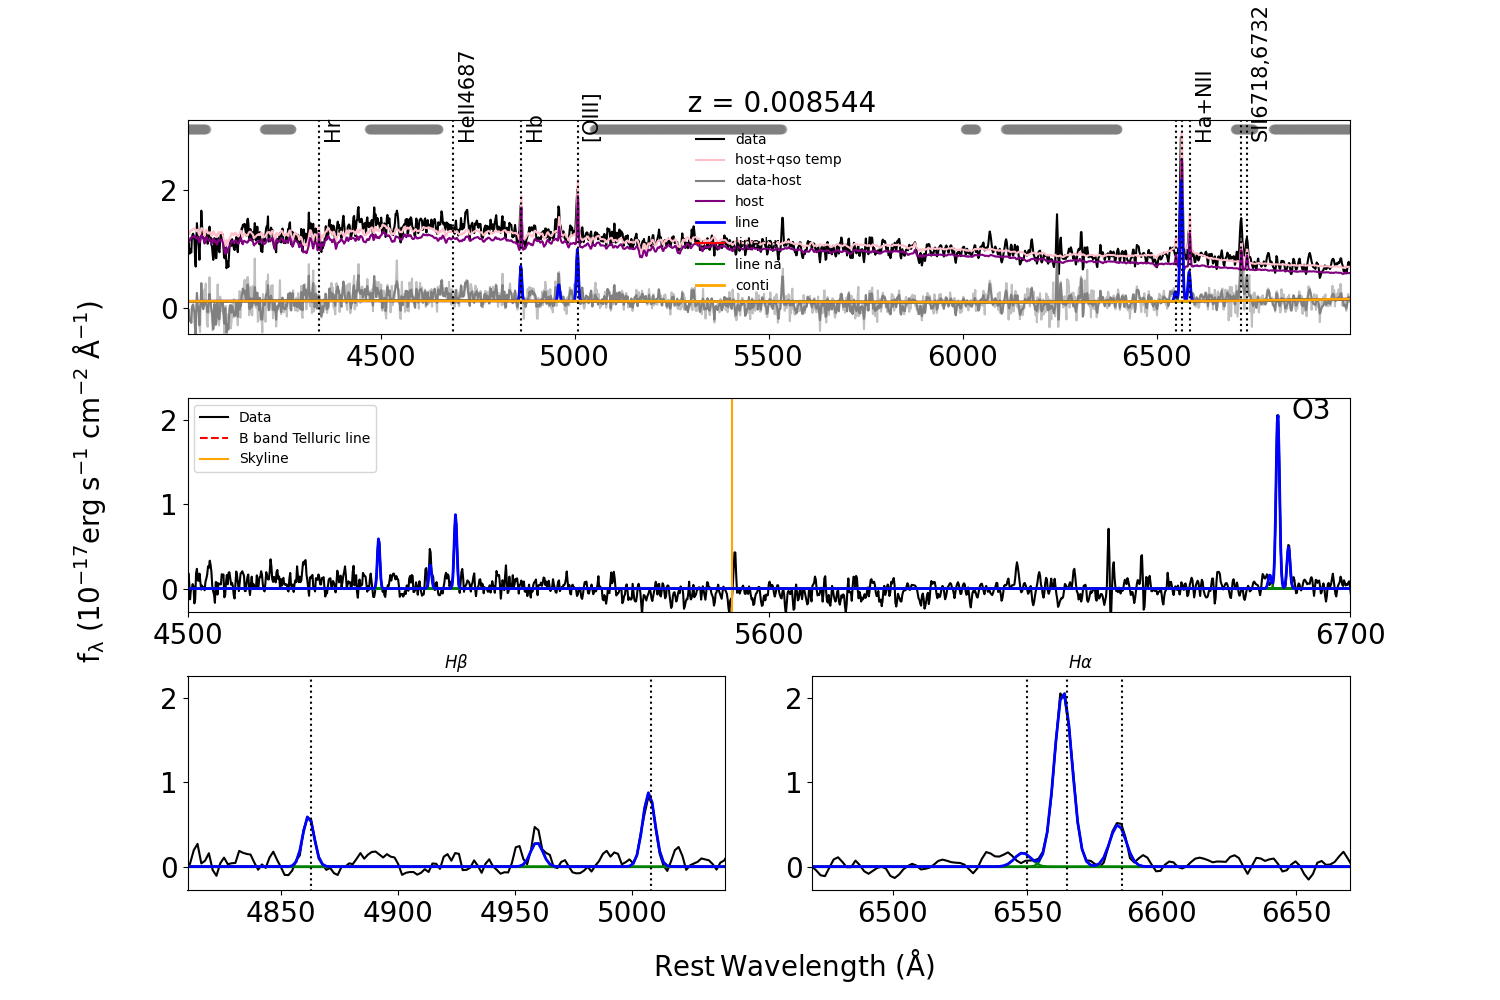 z = 0.008544
Hr
HeII4687
Hb
[OIII]
Ha+NII
SII6718,6732
data
host+qso temp
data-host
host
line
line na
conti
2
0
4500
5000
5500
6000
6500
f_λ (10⁻¹⁷erg s⁻¹ cm⁻² Å⁻¹)
Data
B band Telluric line
Skyline
O3
2
1
0
4500
5600
6700
Hβ
2
1
0
4850
4900
4950
5000
Hα
2
1
0
6500
6550
6600
6650
Rest Wavelength (Å)